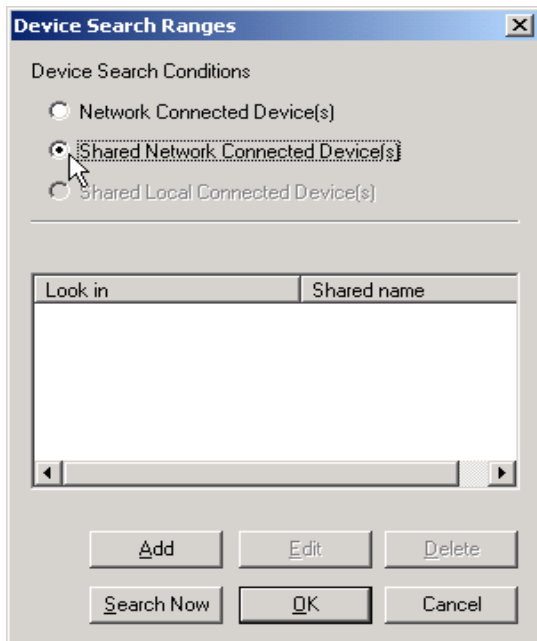 Device Search Ranges
Device Search Conditions
Network Connected Device(s)
Shared Network Connected Device(s)
Shared Local Connected Device(s)
Look in Shared name
Add Edit Delete
Search Now OK Cancel